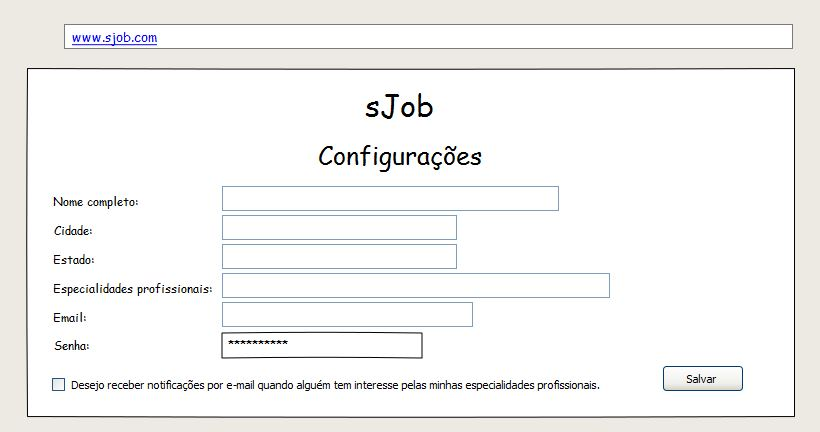 www.sjob.com
sJob
Configurações
Nome completo:
Cidade:
Estado:
Especialidades profissionais:
Email:
Senha: **********
Desejo receber notificações por e-mail quando alguém tem interesse pelas minhas especialidades profissionais.
Salvar